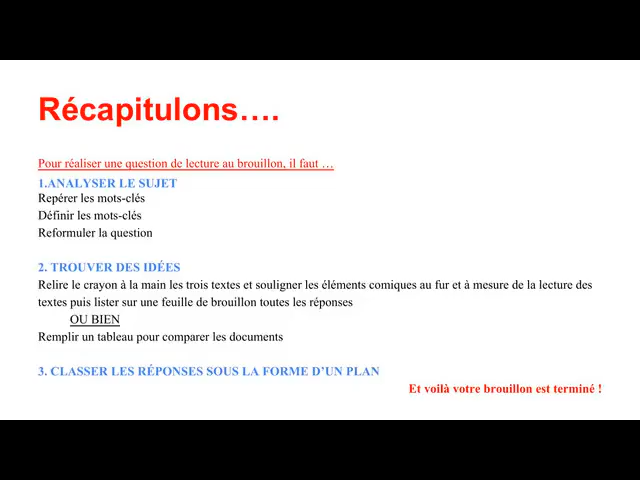 Récapitulons….
Pour réaliser une question de lecture au brouillon, il faut …
1.ANALYSER LE SUJET
Repérer les mots-clés
Définir les mots-clés
Reformuler la question
2. TROUVER DES IDÉES
Relire le crayon à la main les trois textes et souligner les éléments comiques au fur et à mesure de la lecture des
textes puis lister sur une feuille de brouillon toutes les réponses
OU BIEN
Remplir un tableau pour comparer les documents
3. CLASSER LES RÉPONSES SOUS LA FORME D’UN PLAN
Et voilà votre brouillon est terminé !